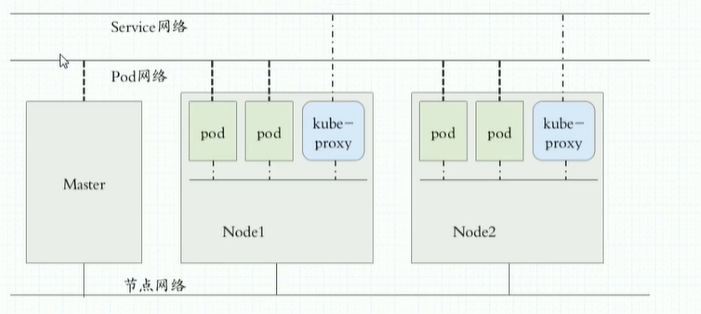 Service网络
Pod网络
pod
pod
kube-
proxy
pod
pod
kube-
proxy
Master
Node1
Node2
节点网络